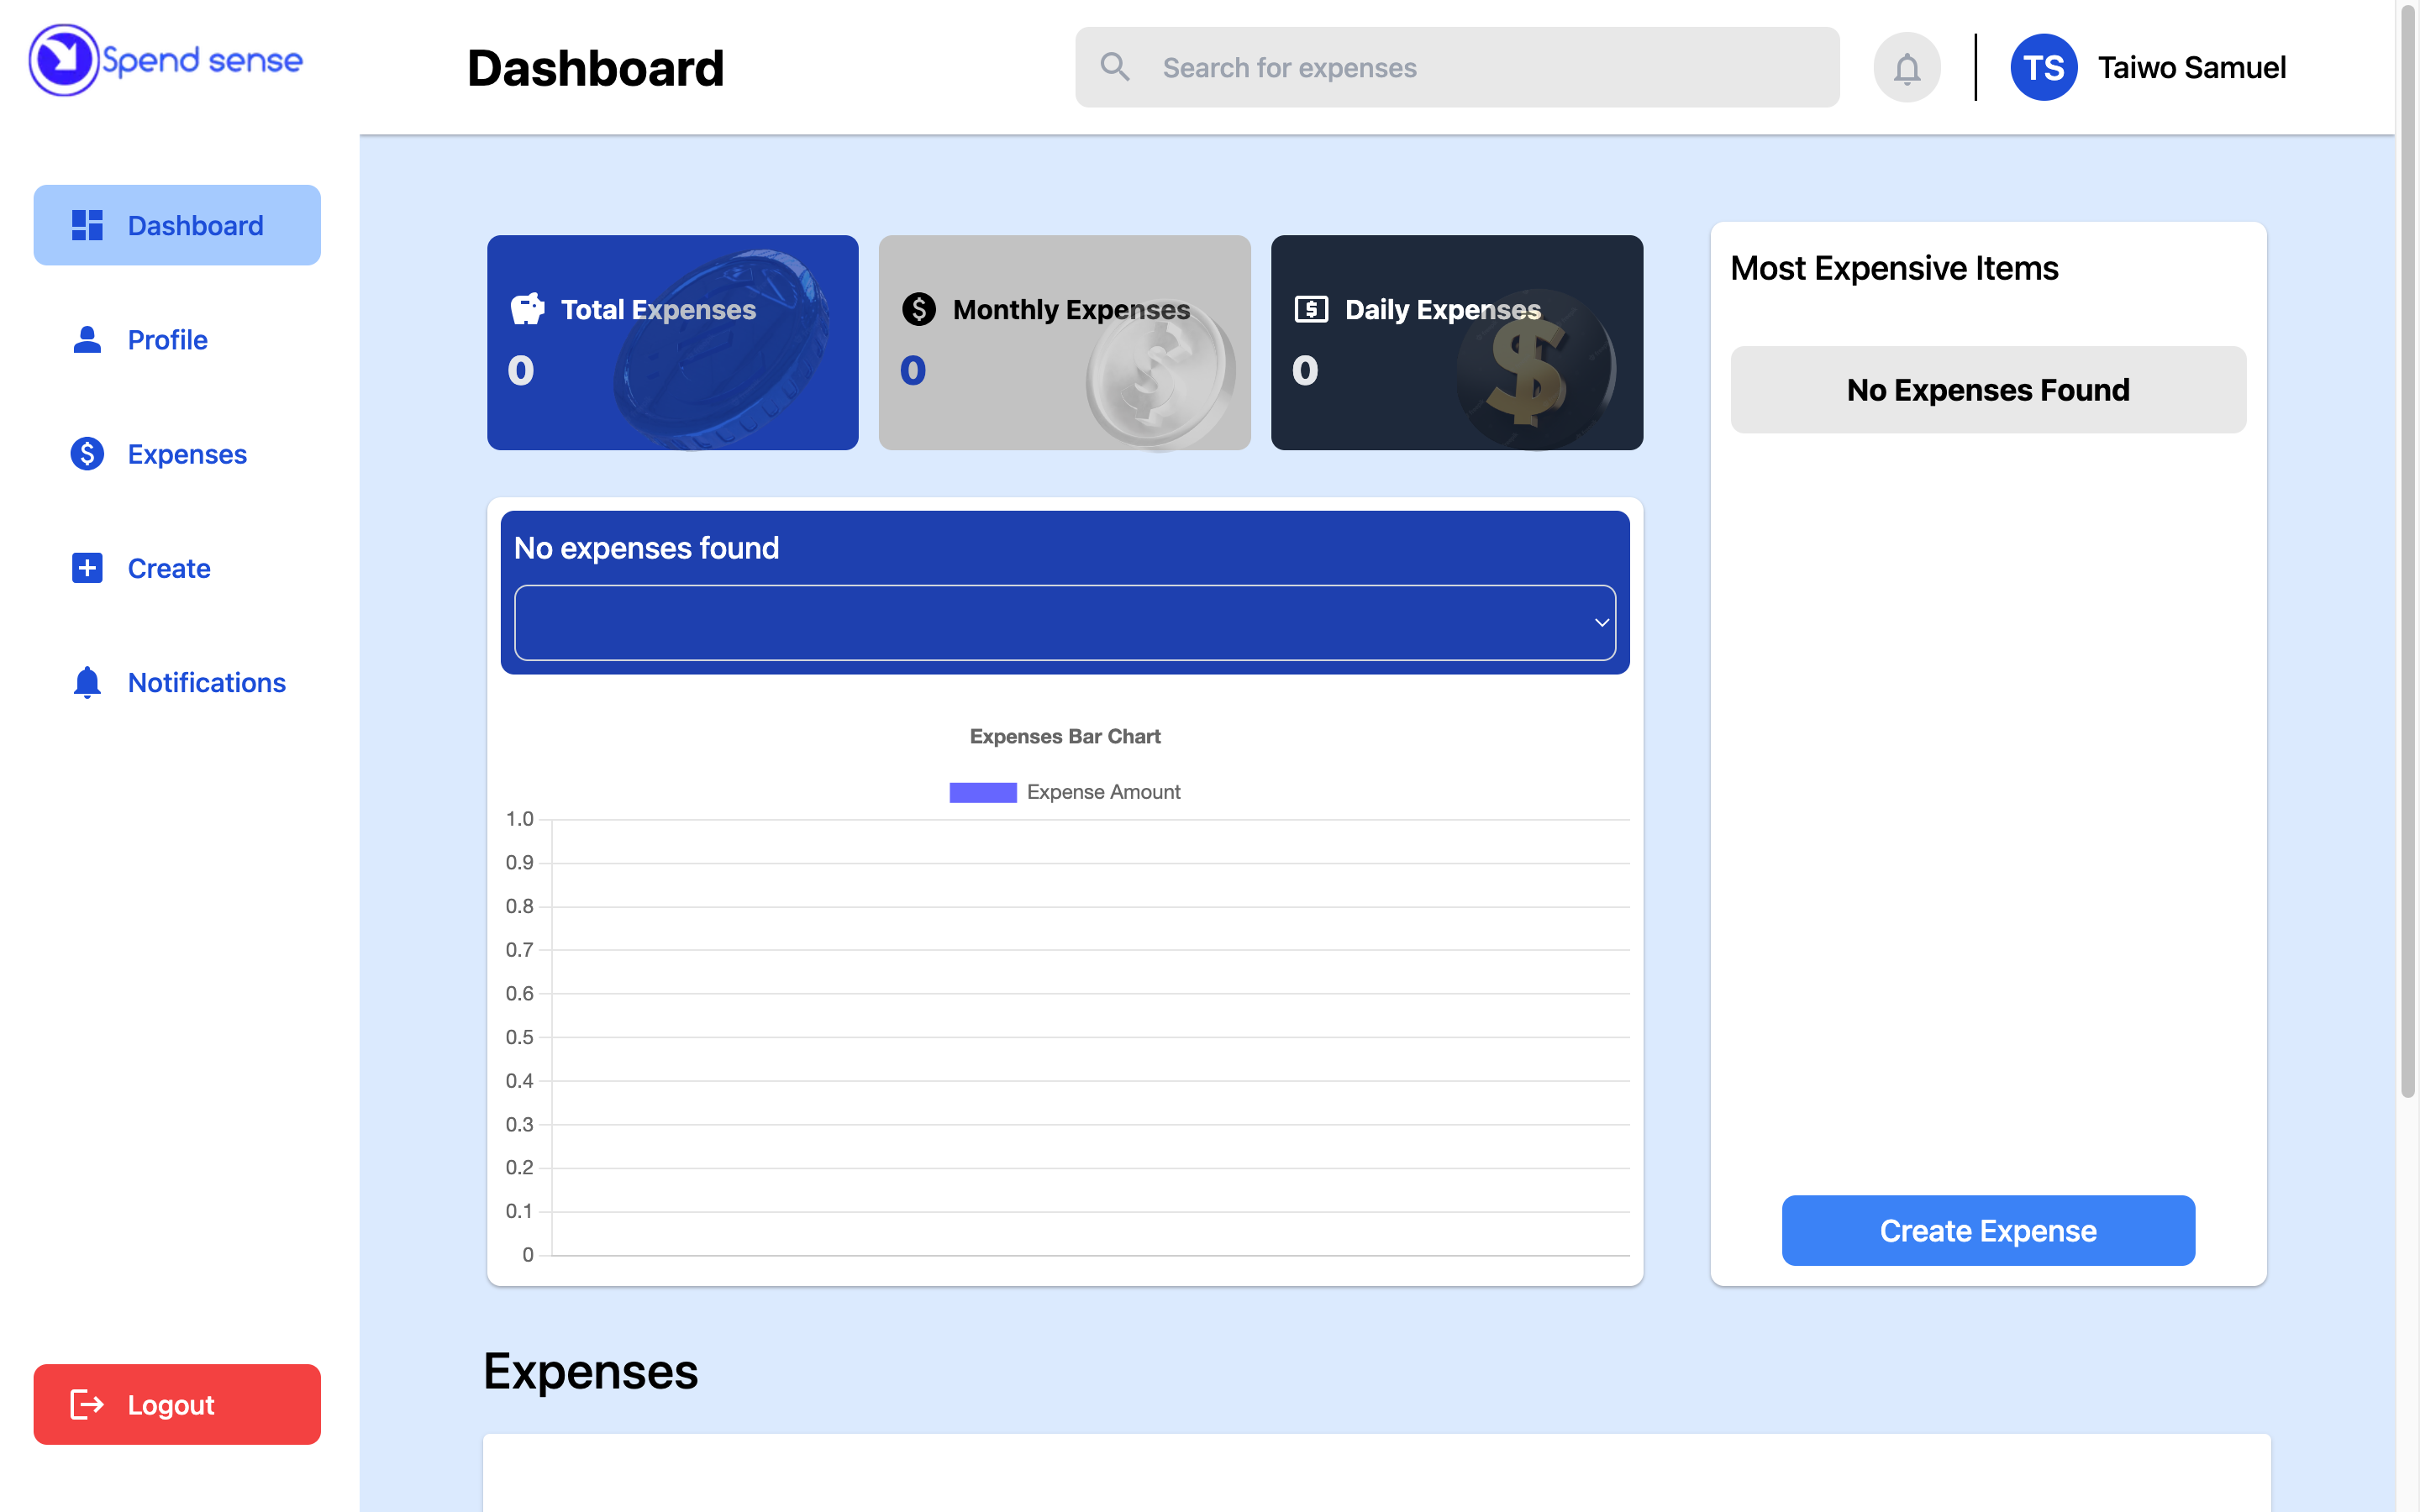 Spend sense
Dashboard
Search for expenses
TS
Taiwo Samuel
Dashboard
Profile
Expenses
Create
Notifications
Logout
Total Expenses
0
Monthly Expenses
0
Daily Expenses
0
Most Expensive Items
No Expenses Found
Create Expense
No expenses found
Expenses Bar Chart
Expense Amount
1.0
0.9
0.8
0.7
0.6
0.5
0.4
0.3
0.2
0.1
0
Expenses